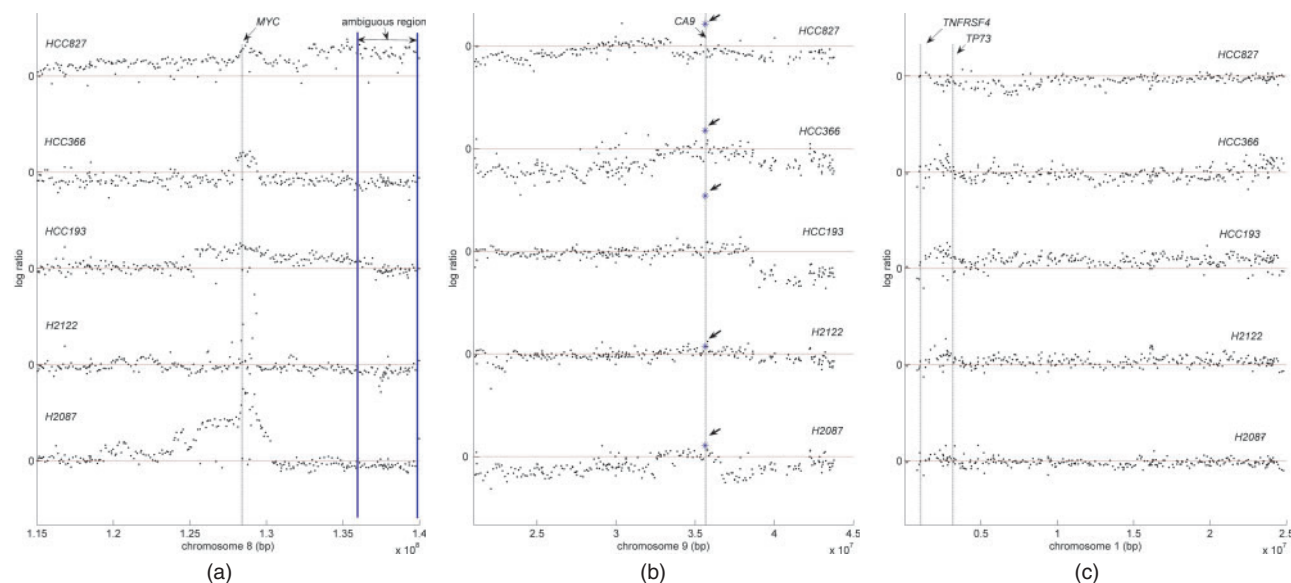 MYC
ambiguous region
HCC827
0
HCC366
0
HCC193
0
H2122
0
H2087
0
log ratio
1.15 1.2 1.25 1.3 1.35 1.4
chromosome 8 (bp)
x 10⁸
(a)
CA9
HCC827
0
HCC366
0
HCC193
0
H2122
0
H2087
0
log ratio
2.5 3 3.5 4 4.5
chromosome 9 (bp)
x 10⁷
(b)
TNFRSF4
TP73
HCC827
0
HCC366
0
HCC193
0
H2122
0
H2087
0
log ratio
0.5 1 1.5 2 2.5
chromosome 1 (bp)
x 10⁷
(c)